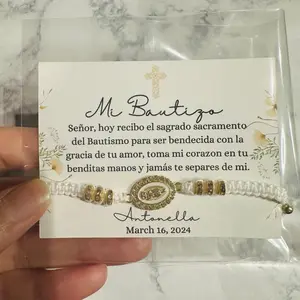 Mi Bautizo
Señor, hoy recibo el sagrado sacramento
del Bautismo para ser bendecida con la
gracia de tu amor, toma mi corazon en tu
benditas manos y jamás te separes de mi.
Antonella
March 16, 2024